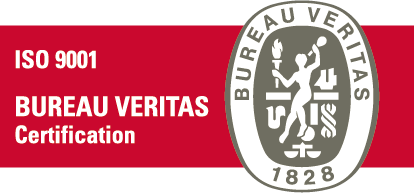 ISO 9001
BUREAU VERITAS
Certification
BUREAU VERITAS
1828